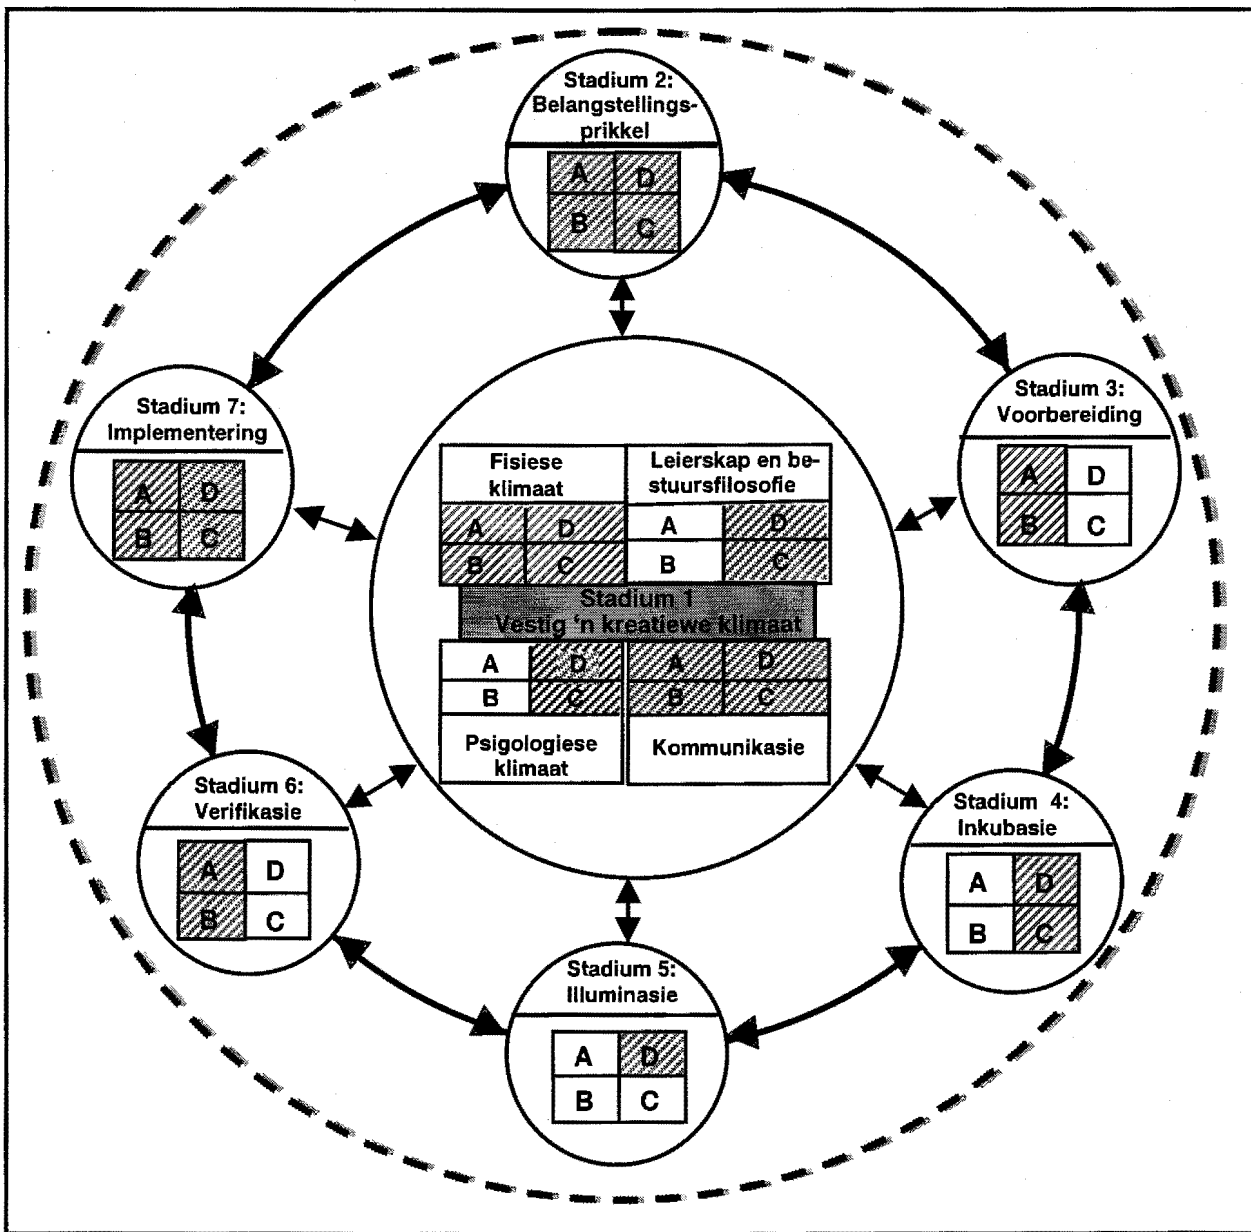 Stadium 2:
Belangstellings-
prikkel
A D
B C
Stadium 3:
Voorbereiding
A D
B C
Stadium 4:
Inkubasie
A D
B C
Stadium 5:
Illuminasie
A D
B C
Stadium 6:
Verifikasie
A D
B C
Stadium 7:
Implementering
A D
B C
Fisiese
klimaat
A D
B C
Leierskap en be-
stuursfilosofie
A D
B C
Stadium 1
Vestig ‘n kreatiewe klimaat
A D
B C
Psigologiese
klimaat
A D
B C
Kommunikasie